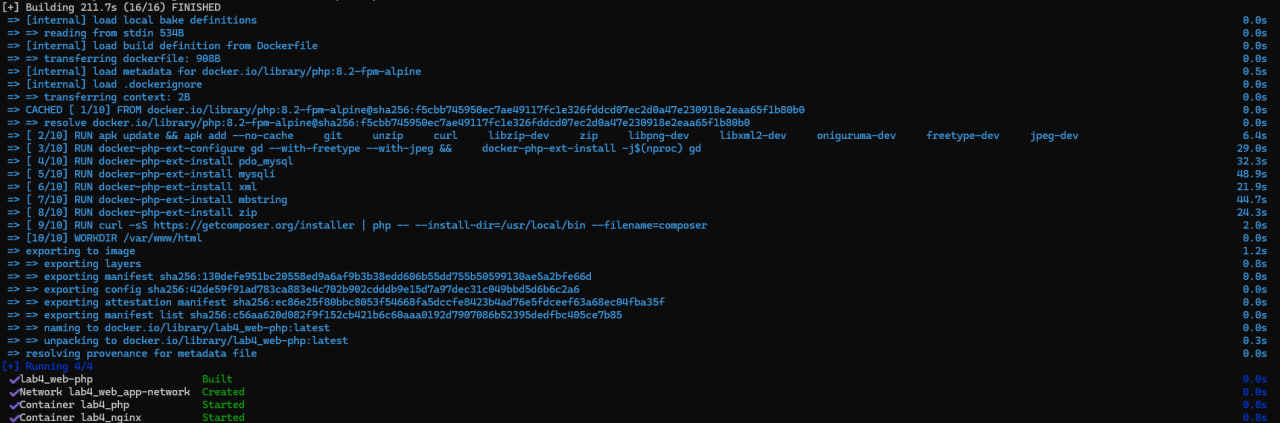 [+] Building 211.7s (16/16) FINISHED
=> [internal] load local bake definitions 0.0s
=> => reading from stdin 534B 0.0s
=> [internal] load build definition from Dockerfile 0.0s
=> => transferring dockerfile: 908B 0.0s
=> [internal] load metadata for docker.io/library/php:8.2-fpm-alpine 0.5s
=> [internal] load .dockerignore 0.0s
=> => transferring context: 2B 0.0s
=> CACHED [ 1/10] FROM docker.io/library/php:8.2-fpm-alpine@sha256:f5cbb745950ec7ae49117fc1e326fddcd07ec2d0a47e230918e2eaa65f1b80b0 0.0s
=> => resolve docker.io/library/php:8.2-fpm-alpine@sha256:f5cbb745950ec7ae49117fc1e326fddcd07ec2d0a47e230918e2eaa65f1b80b0 0.0s
=> [ 2/10] RUN apk update && apk add --no-cache     git     unzip     curl     libzip-dev     zip     libpng-dev     libxml2-dev     oniguruma-dev     freetype-dev     jpeg-dev 6.4s
=> [ 3/10] RUN docker-php-ext-configure gd --with-freetype --with-jpeg &&     docker-php-ext-install -j$(nproc) gd 29.0s
=> [ 4/10] RUN docker-php-ext-install pdo_mysql 32.3s
=> [ 5/10] RUN docker-php-ext-install mysqli 48.9s
=> [ 6/10] RUN docker-php-ext-install xml 21.9s
=> [ 7/10] RUN docker-php-ext-install mbstring 44.7s
=> [ 8/10] RUN docker-php-ext-install zip 24.3s
=> [ 9/10] RUN curl -sS https://getcomposer.org/installer | php -- --install-dir=/usr/local/bin --filename=composer 2.0s
=> [10/10] WORKDIR /var/www/html 0.0s
=> exporting to image 1.2s
=> => exporting layers 0.8s
=> => exporting manifest sha256:130defe951bc20558ed9a6af9b3b38edd606b55dd755b50599130ae5a2bfe66d 0.0s
=> => exporting config sha256:42de59f91ad783ca883e4c702b902cdddb9e15d7a97dec31c049bbd5d6b6c2a6 0.0s
=> => exporting attestation manifest sha256:ec86e25f80bbc8053f54668fa5dccfe8423b4ad76e5fdceef63a68ec04fba35f 0.0s
=> => exporting manifest list sha256:c56aa620d082f9f152cb421b6c60aaa0192d7907086b52395dedfbc405ce7b85 0.0s
=> => naming to docker.io/library/lab4_web-php:latest 0.0s
=> => unpacking to docker.io/library/lab4_web-php:latest 0.3s
=> resolving provenance for metadata file 0.0s
[+] Running 4/4
✔lab4_web-php Built 0.0s
✔Network lab4_web_app-network Created 0.0s
✔Container lab4_php Started 0.8s
✔Container lab4_nginx Started 0.8s